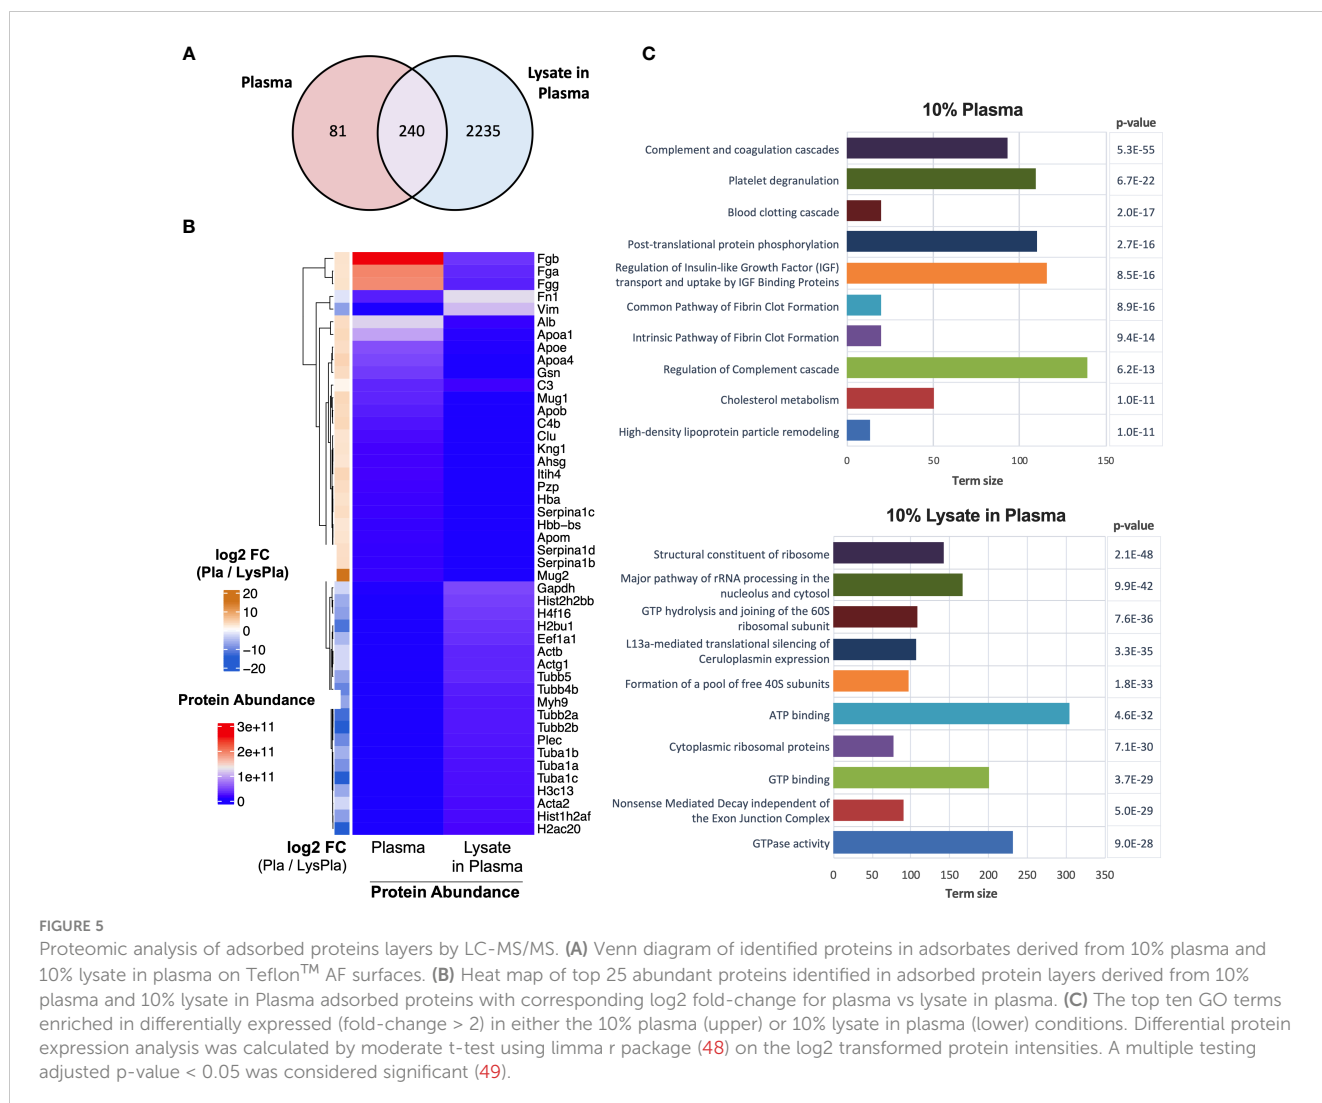 A
Plasma
Lysate in
Plasma
81
240
2235
B
Fgb
Fga
Fgg
Fn1
Vim
Alb
Apoa1
Apoe
Apoa4
Gsn
C3
Mug1
Apob
C4b
Clu
Kng1
Ahsg
Itih4
Pzp
Hba
Serpina1c
Hbb-bs
Apom
Serpina1d
Serpina1b
Mug2
Gapdh
Hist2h2bb
H4f16
H2bu1
Eef1a1
Actb
Actg1
Tubb5
Tubb4b
Myh9
Tubb2a
Tubb2b
Plec
Tuba1b
Tuba1a
Tuba1c
H3c13
Acta2
Hist1h2af
H2ac20
log2 FC
(Pla / LysPla)
20
10
0
−10
−20
Protein Abundance
3e+11
2e+11
1e+11
0
log2 FC
(Pla / LysPla)
Plasma
Lysate
in Plasma
Protein Abundance
C
10% Plasma
p-value
Complement and coagulation cascades 5.3E-55
Platelet degranulation 6.7E-22
Blood clotting cascade 2.0E-17
Post-translational protein phosphorylation 2.7E-16
Regulation of Insulin-like Growth Factor (IGF)
transport and uptake by IGF Binding Proteins 8.5E-16
Common Pathway of Fibrin Clot Formation 8.9E-16
Intrinsic Pathway of Fibrin Clot Formation 9.4E-14
Regulation of Complement cascade 6.2E-13
Cholesterol metabolism 1.0E-11
High-density lipoprotein particle remodeling 1.0E-11
0 50 100 150
Term size
10% Lysate in Plasma
p-value
Structural constituent of ribosome 2.1E-48
Major pathway of rRNA processing in the
nucleolus and cytosol 9.9E-42
GTP hydrolysis and joining of the 60S
ribosomal subunit 7.6E-36
L13a-mediated translational silencing of
Ceruloplasmin expression 3.3E-35
Formation of a pool of free 40S subunits 1.8E-33
ATP binding 4.6E-32
Cytoplasmic ribosomal proteins 7.1E-30
GTP binding 3.7E-29
Nonsense Mediated Decay independent of
the Exon Junction Complex 5.0E-29
GTPase activity 9.0E-28
0 50 100 150 200 250 300 350
Term size
FIGURE 5
Proteomic analysis of adsorbed proteins layers by LC-MS/MS. (A) Venn diagram of identified proteins in adsorbates derived from 10% plasma and
10% lysate in plasma on Teflon™ AF surfaces. (B) Heat map of top 25 abundant proteins identified in adsorbed protein layers derived from 10%
plasma and 10% lysate in Plasma adsorbed proteins with corresponding log2 fold-change for plasma vs lysate in plasma. (C) The top ten GO terms
enriched in differentially expressed (fold-change > 2) in either the 10% plasma (upper) or 10% lysate in plasma (lower) conditions. Differential protein
expression analysis was calculated by moderate t-test using limma r package (48) on the log2 transformed protein intensities. A multiple testing
adjusted p-value < 0.05 was considered significant (49).